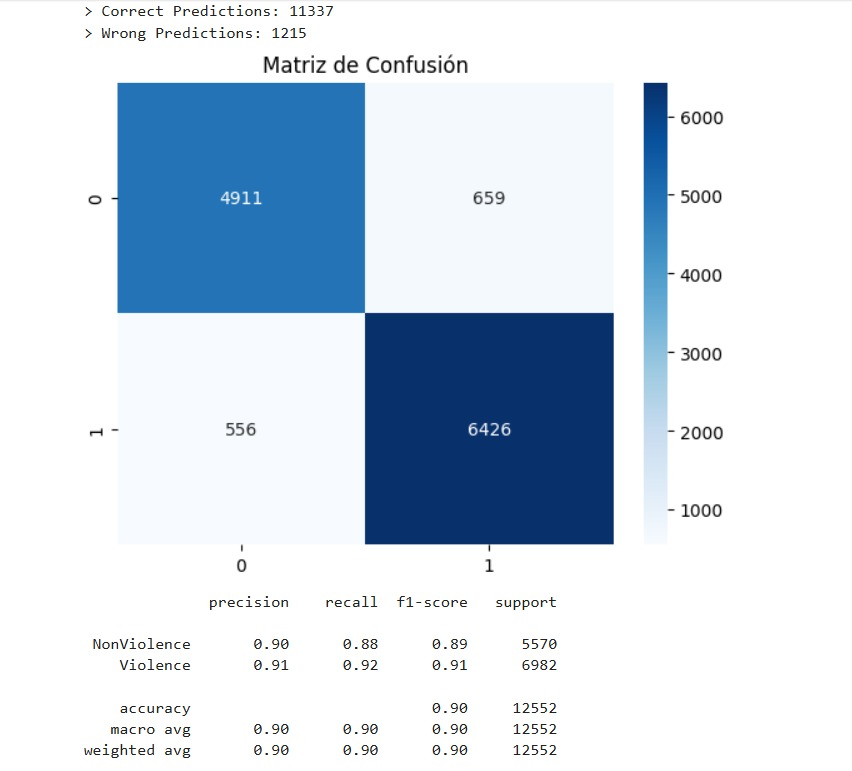 > Correct Predictions: 11337
> Wrong Predictions: 1215
Matriz de Confusión
0 4911 659
1 556 6426
0 1
6000
5000
4000
3000
2000
1000
precision recall f1-score support
NonViolence 0.90 0.88 0.89 5570
Violence 0.91 0.92 0.91 6982
accuracy 0.90 12552
macro avg 0.90 0.90 0.90 12552
weighted avg 0.90 0.90 0.90 12552